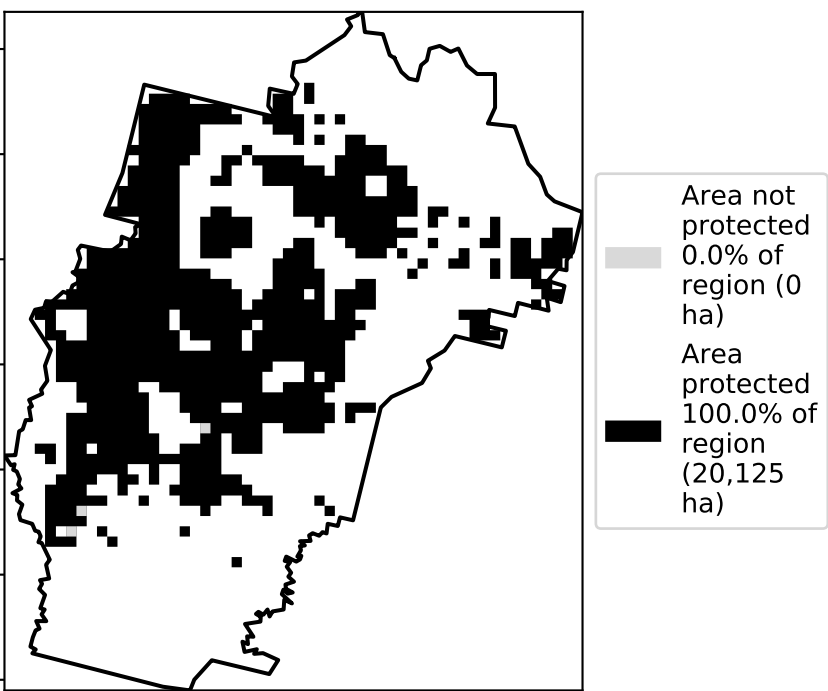 Area not
protected
0.0% of
region (0
ha)
Area
protected
100.0% of
region
(20,125
ha)